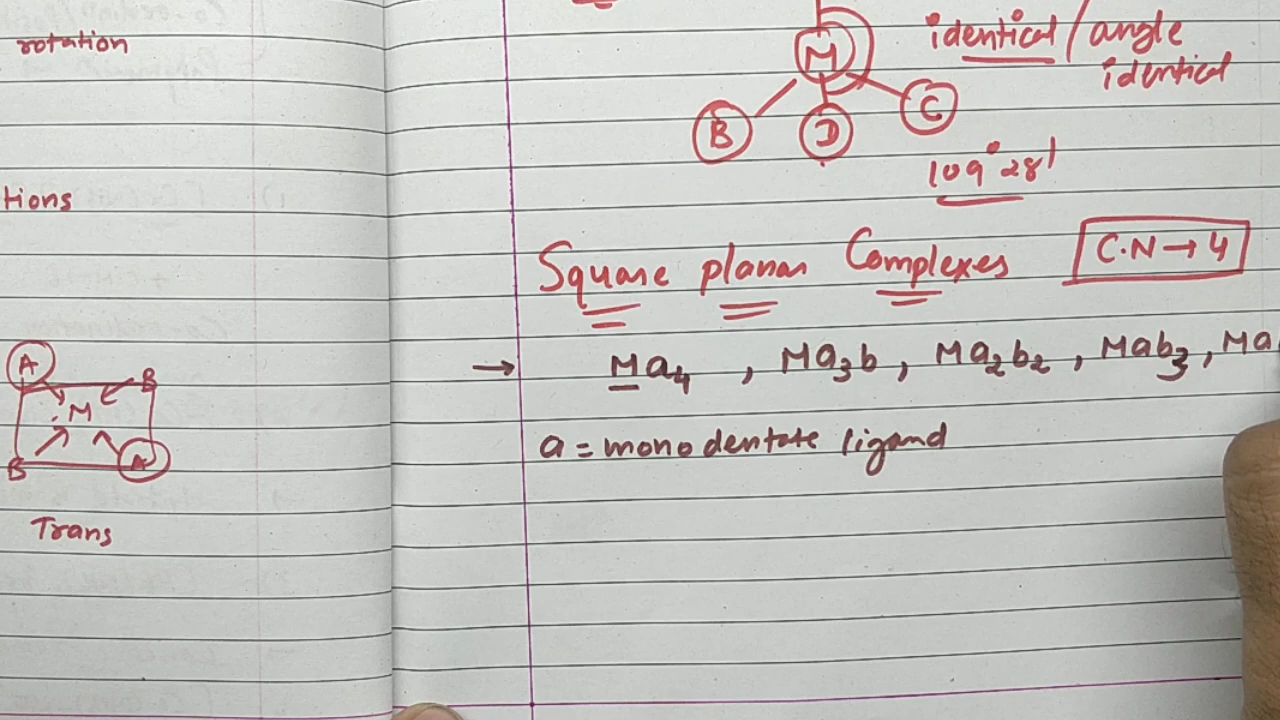 rotation
tions
A
B
M
B
A
Trans
M
B
D
C
identical / angle
identical
109°28'
Square planar Complexes
C.N → 4
→ Ma₄ , Ma₃b , Ma₂b₂ , Mab₃ , Ma
a = monodentate ligand